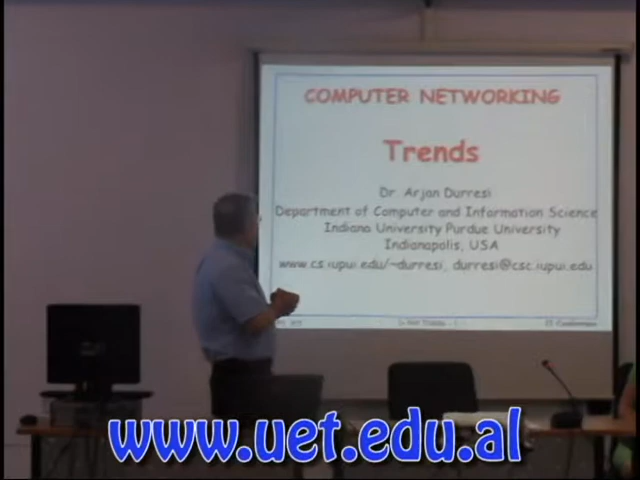 COMPUTER NETWORKING
Trends
Dr. Arjan Durresi
Department of Computer and Information Science
Indiana University Purdue University
Indianapolis, USA
www.cs.iupui.edu/~durresi, durresi@csc.iupui.edu
www.uet.edu.al